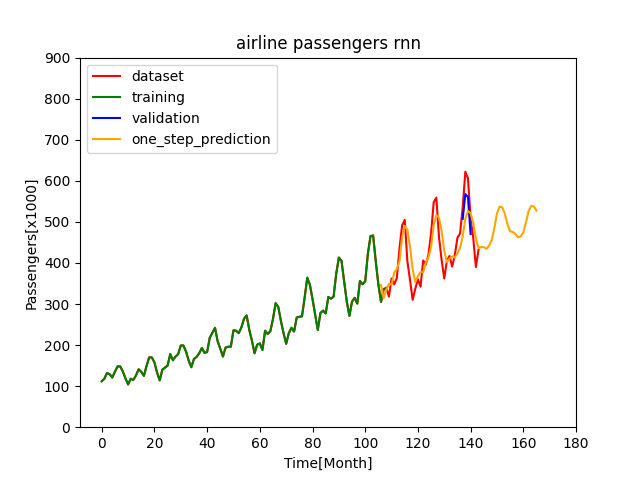 airline passengers rnn
900
800
700
600
500
400
300
200
100
0
Passengers[x1000]
dataset
training
validation
one_step_prediction
0 20 40 60 80 100 120 140 160 180
Time[Month]